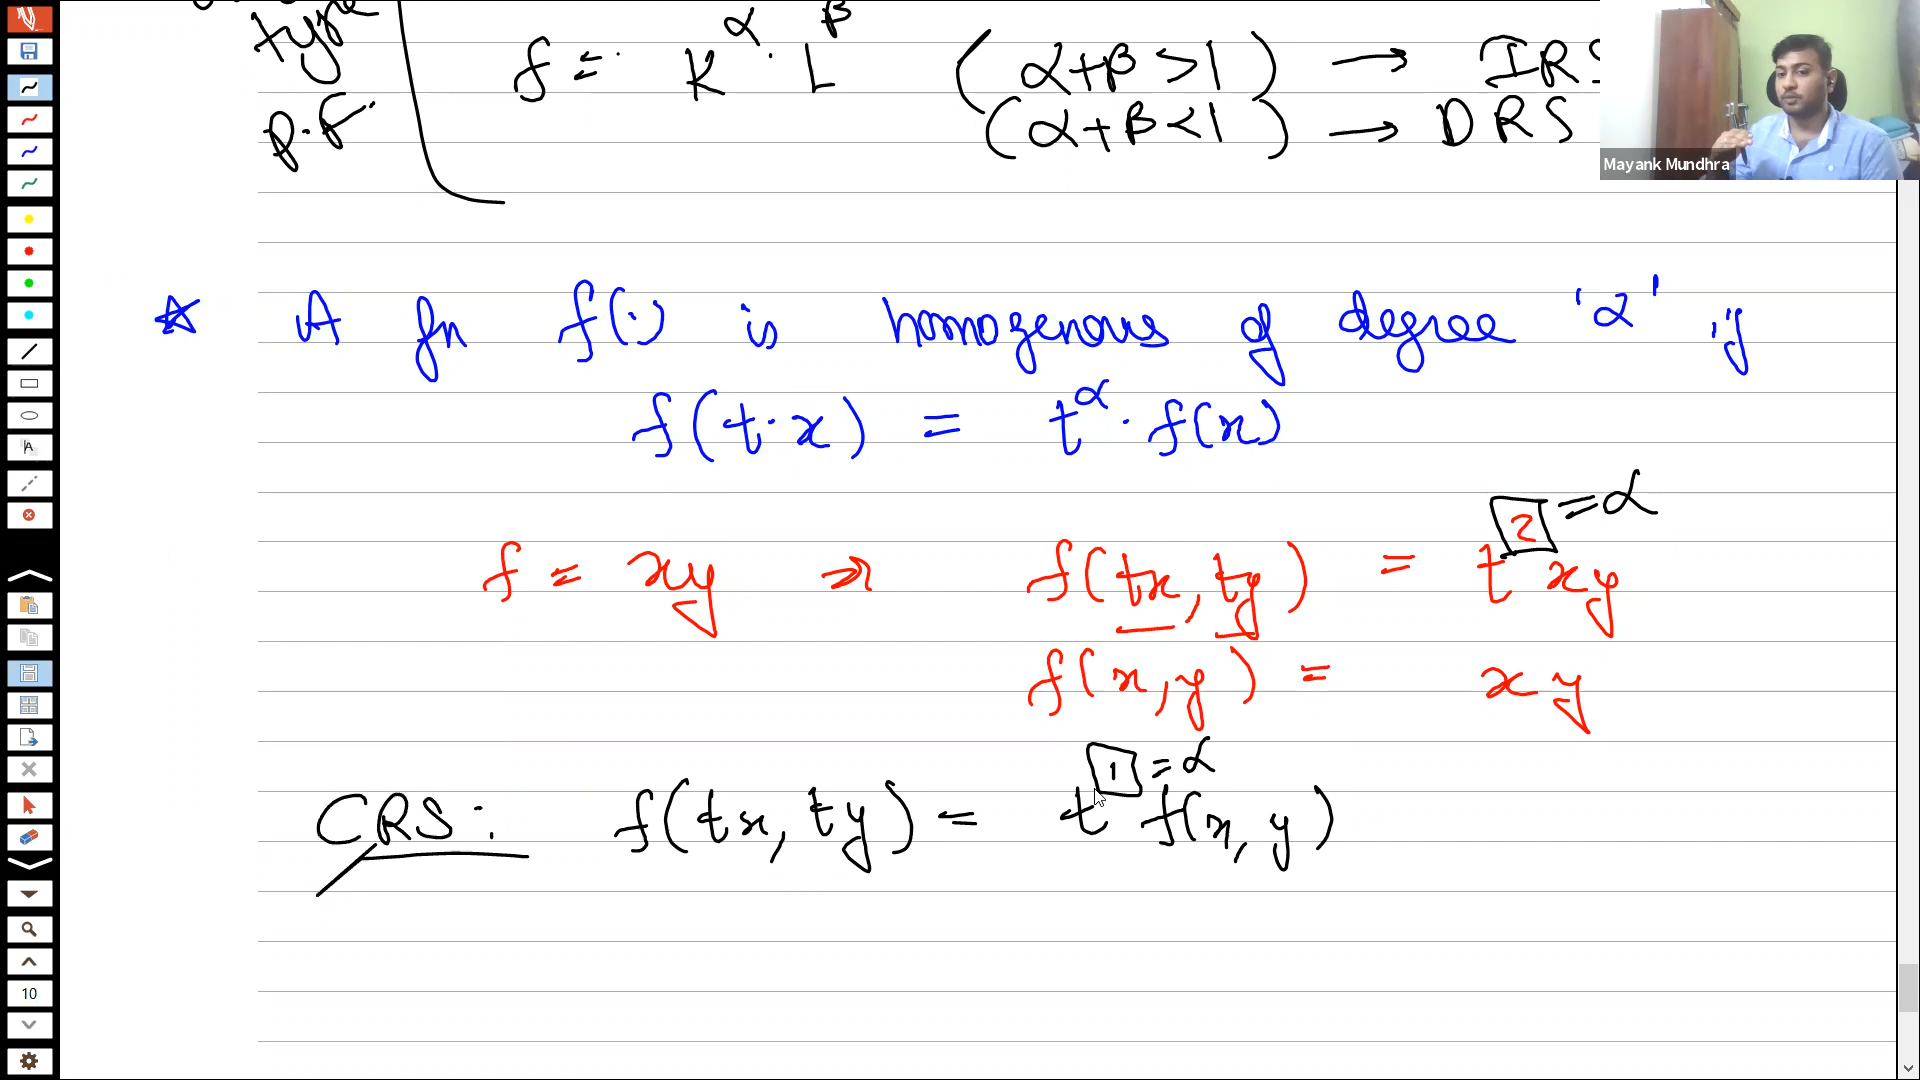 type
f = K^α · L^β (α+β>1) → IRS
P.F. (α+β<1) → DRS
Mayank Mundhra
☆ A fn f(·) is homogenous of degree 'α' if
f(t·x) = t^α · f(x)
f = xy ⇒ f(tx, ty) = t^2 xy
2 = α
f(x,y) = xy
1 = α
CRS: f(tx, ty) = t^1 f(x, y)
10